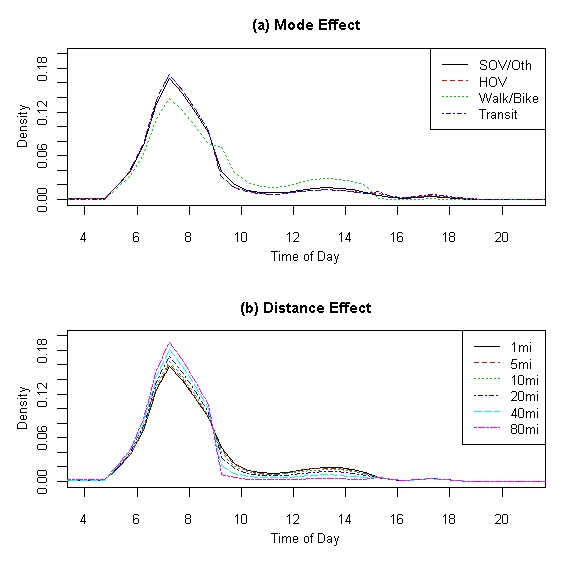 (a) Mode Effect
0.18
0.12
0.06
0.00
Density
SOV/Oth
HOV
Walk/Bike
Transit
4 6 8 10 12 14 16 18 20
Time of Day
(b) Distance Effect
0.18
0.12
0.06
0.00
Density
1mi
5mi
10mi
20mi
40mi
80mi
4 6 8 10 12 14 16 18 20
Time of Day